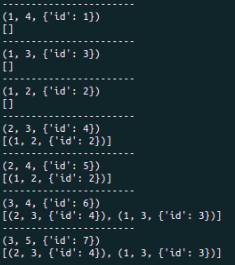 -----------------------
(1, 4, {'id': 1})
[]
-----------------------
(1, 3, {'id': 3})
[]
-----------------------
(1, 2, {'id': 2})
[]
-----------------------
(2, 3, {'id': 4})
[(1, 2, {'id': 2})]
-----------------------
(2, 4, {'id': 5})
[(1, 2, {'id': 2})]
-----------------------
(3, 4, {'id': 6})
[(2, 3, {'id': 4}), (1, 3, {'id': 3})]
-----------------------
(3, 5, {'id': 7})
[(2, 3, {'id': 4}), (1, 3, {'id': 3})]